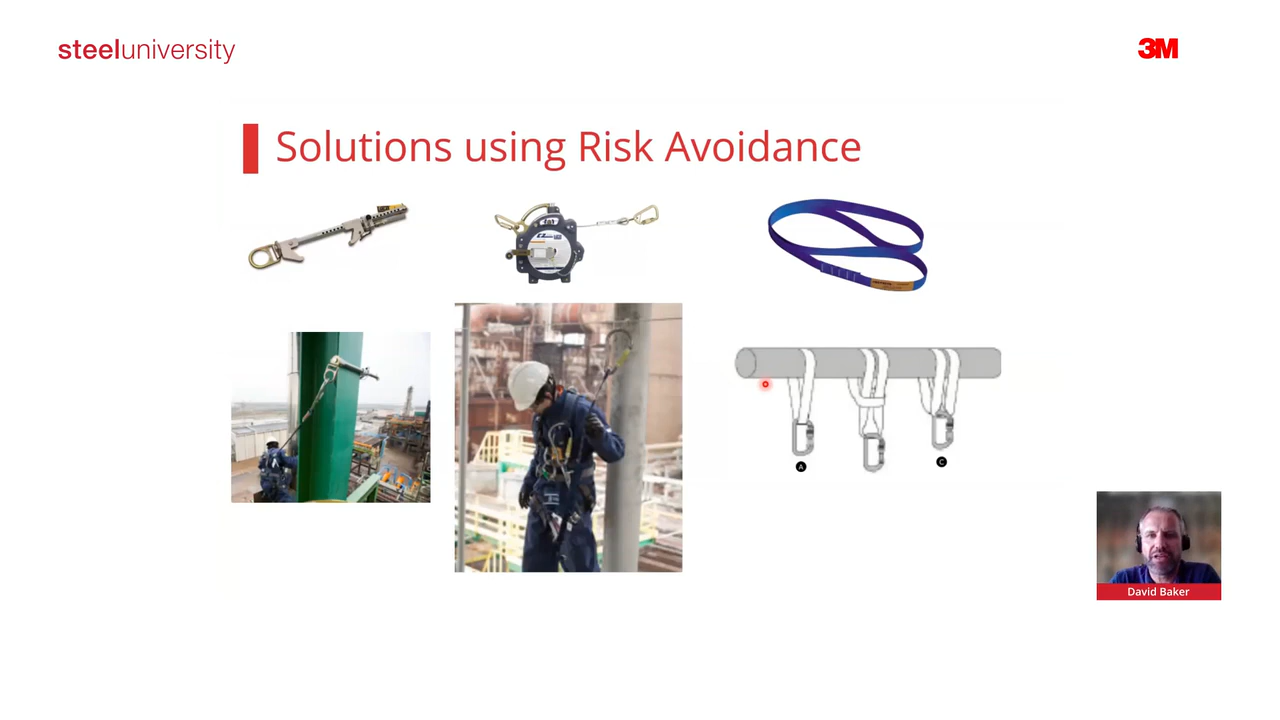 steeluniversity
3M
Solutions using Risk Avoidance
A
C
David Baker